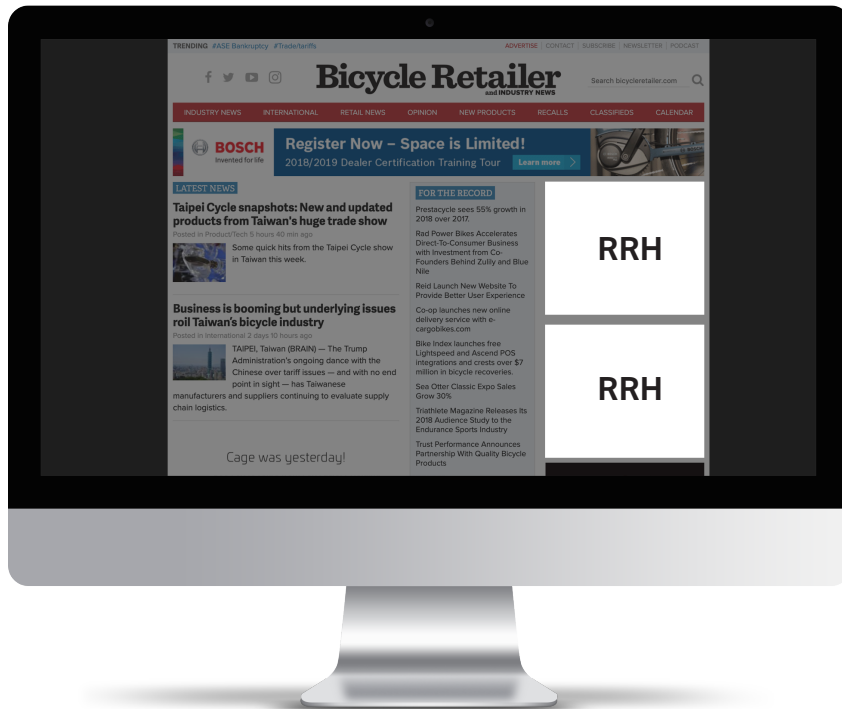 TRENDING #ASE Bankruptcy #Trade/tariffs
ADVERTISE | CONTACT | SUBSCRIBE | NEWSLETTER | PODCAST
Bicycle Retailer
and INDUSTRY NEWS
Search bicycleretailer.com
INDUSTRY NEWS INTERNATIONAL RETAIL NEWS OPINION NEW PRODUCTS RECALLS CLASSIFIEDS CALENDAR
BOSCH
Invented for life
Register Now – Space is Limited!
2018/2019 Dealer Certification Training Tour Learn more
LATEST NEWS
Taipei Cycle snapshots: New and updated
products from Taiwan's huge trade show
Posted in Product/Tech 5 hours 40 min ago
Some quick hits from the Taipei Cycle show
in Taiwan this week.
Business is booming but underlying issues
roil Taiwan's bicycle industry
Posted in International 2 days 10 hours ago
TAIPEI, Taiwan (BRAIN) — The Trump
Administration's ongoing dance with the
Chinese over tariff issues — and with no end
point in sight — has Taiwanese
manufacturers and suppliers continuing to evaluate supply
chain logistics.
Cage was yesterday!
FOR THE RECORD
Prestacycle sees 55% growth in
2018 over 2017.
Rad Power Bikes Accelerates
Direct-To-Consumer Business
with Investment from Co-
Founders Behind Zulily and Blue
Nile
Reid Launch New Website To
Provide Better User Experience
Co-op launches new online
delivery service with e-
cargobikes.com
Bike Index launches free
Lightspeed and Ascend POS
integrations and crests over $7
million in bicycle recoveries.
Sea Otter Classic Expo Sales
Grow 30%
Triathlete Magazine Releases Its
2018 Audience Study to the
Endurance Sports Industry
Trust Performance Announces
Partnership With Quality Bicycle
Products
RRH
RRH